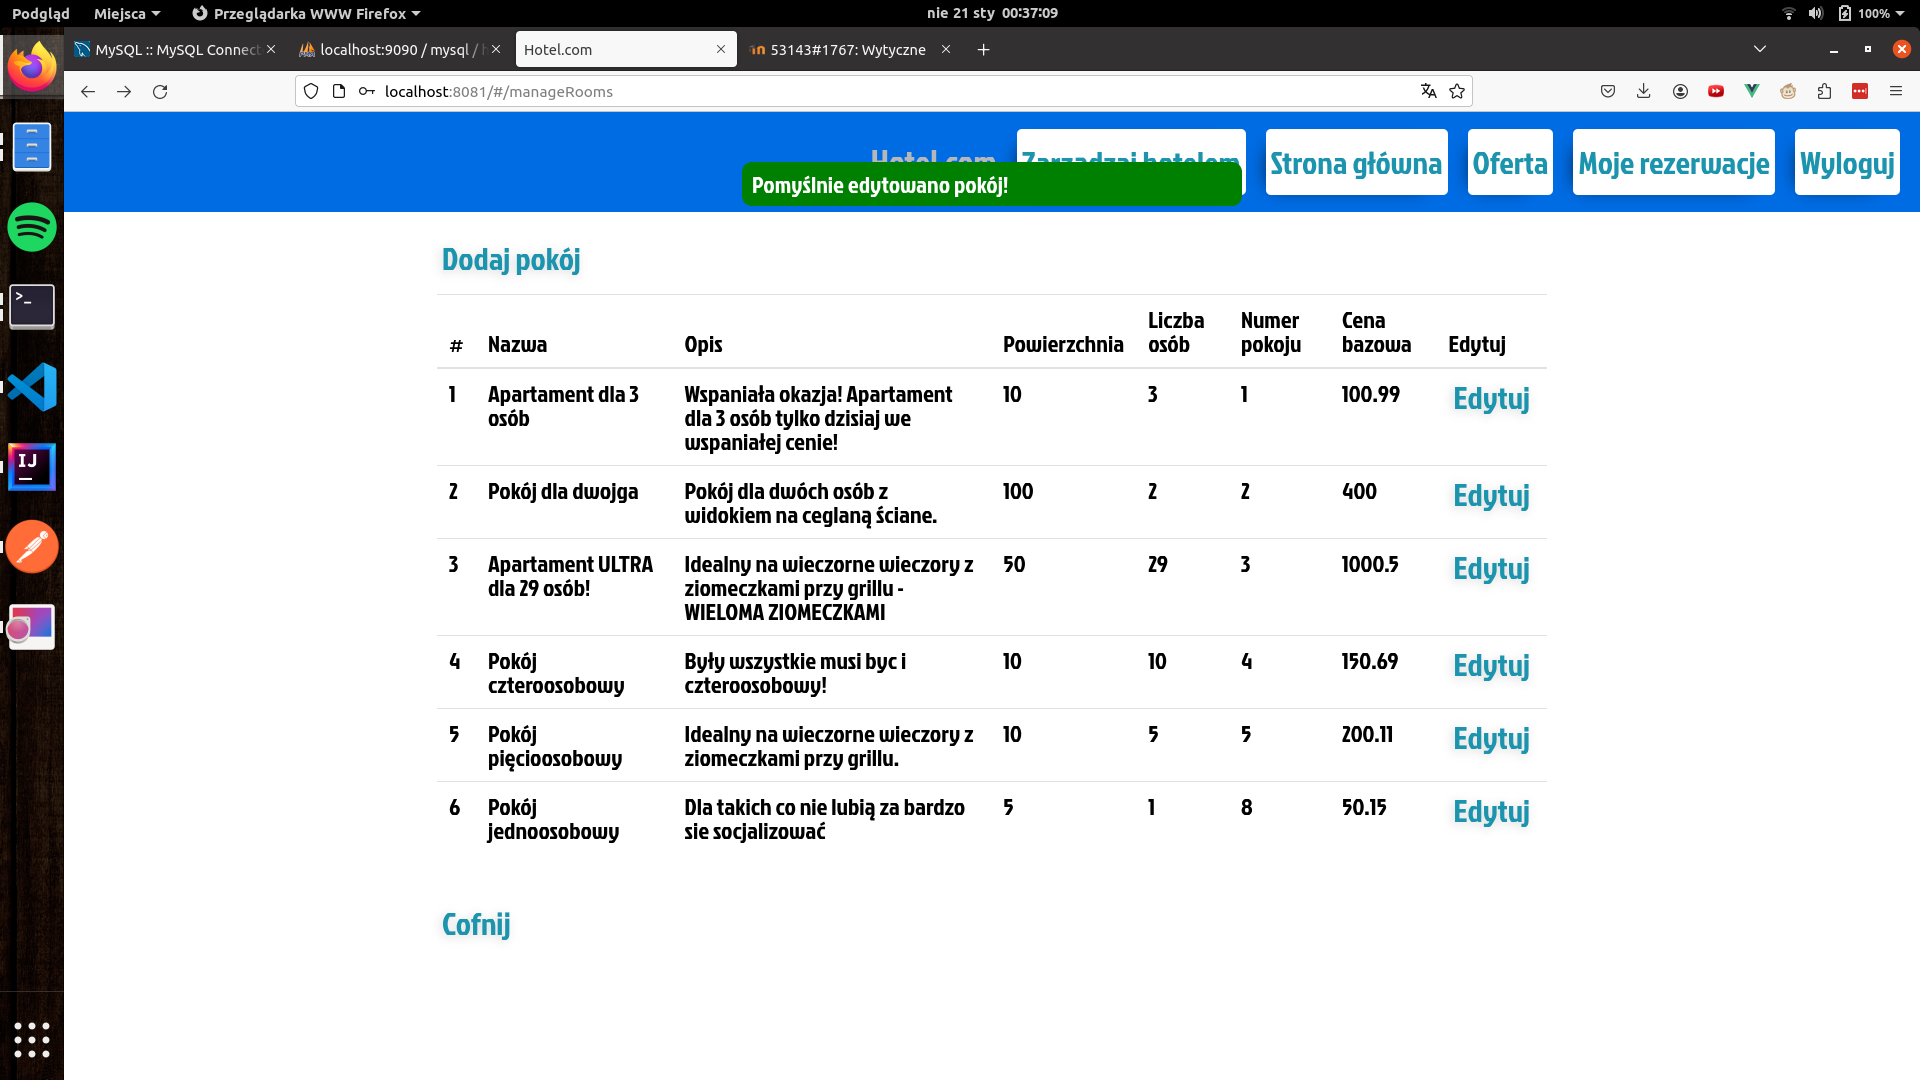 Podgląd Miejsca Przeglądarka WWW Firefox nie 21 sty 00:37:09 100%
MySQL :: MySQL Connect localhost:9090 / mysql / h Hotel.com 53143#1767: Wytyczne
localhost:8081/#/manageRooms
Hotel.com Zarządzaj hotelem Strona główna Oferta Moje rezerwacje Wyloguj
Pomyślnie edytowano pokój!
Dodaj pokój
# Nazwa Opis Powierzchnia Liczba osób Numer pokoju Cena bazowa Edytuj
1 Apartament dla 3 osób Wspaniała okazja! Apartament dla 3 osób tylko dzisiaj we wspaniałej cenie! 10 3 1 100.99 Edytuj
2 Pokój dla dwojga Pokój dla dwóch osób z widokiem na ceglaną ściane. 100 2 2 400 Edytuj
3 Apartament ULTRA dla 29 osób! Idealny na wieczorne wieczory z ziomeczkami przy grillu - WIELOMA ZIOMECZKAMI 50 29 3 1000.5 Edytuj
4 Pokój czteroosobowy Były wszystkie musi byc i czteroosobowy! 10 10 4 150.69 Edytuj
5 Pokój pięcioosobowy Idealny na wieczorne wieczory z ziomeczkami przy grillu. 10 5 5 200.11 Edytuj
6 Pokój jednoosobowy Dla takich co nie lubią za bardzo sie socjalizować 5 1 8 50.15 Edytuj
Cofnij